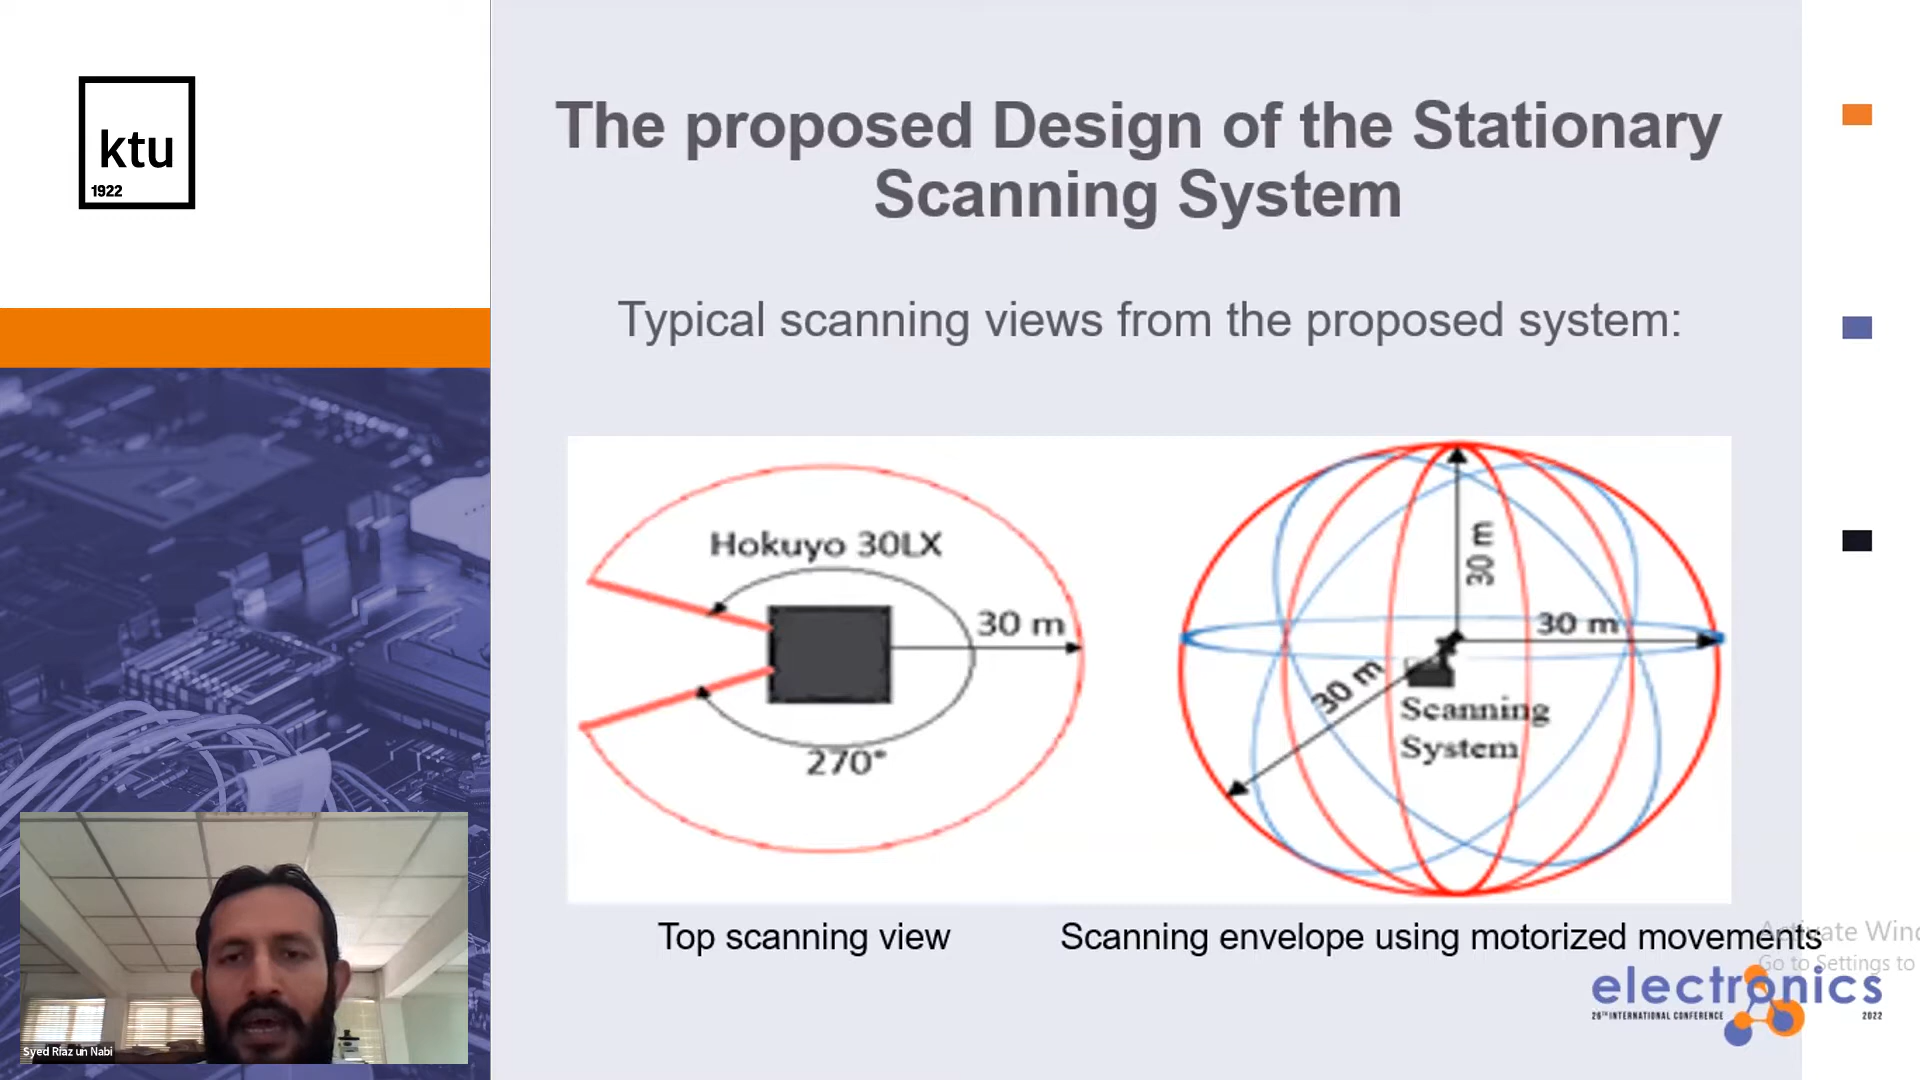 ktu
1922
The proposed Design of the Stationary
Scanning System
Typical scanning views from the proposed system:
Hokuyo 30LX
30 m
270°
30 m
30 m
30 m
Scanning
System
Top scanning view
Scanning envelope using motorized movements
Go to Settings to
electronics
26TH INTERNATIONAL CONFERENCE 2022
Syed Riaz un Nabi